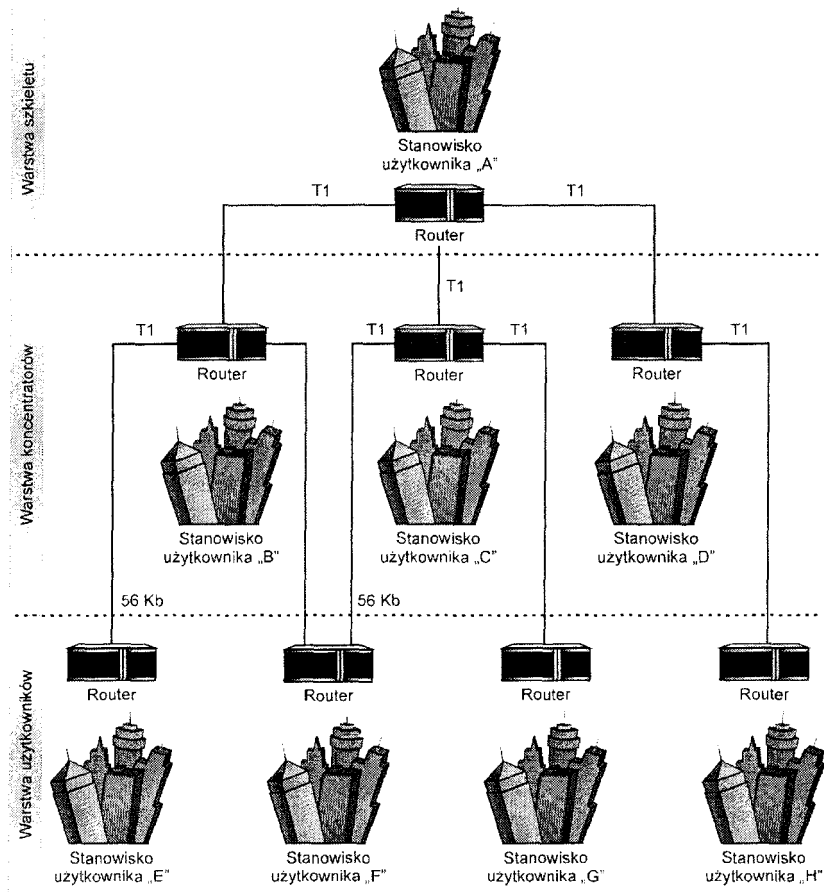 Warstwa szkieletu
Stanowisko
użytkownika „A”
T1
T1
Router
T1
Warstwa koncentratorów
T1
T1
T1
T1
Router
Router
Router
Stanowisko
użytkownika „B”
Stanowisko
użytkownika „C”
Stanowisko
użytkownika „D”
56 Kb
56 Kb
Warstwa użytkowników
Router
Router
Router
Router
Stanowisko
użytkownika „E”
Stanowisko
użytkownika „F”
Stanowisko
użytkownika „G”
Stanowisko
użytkownika „H”